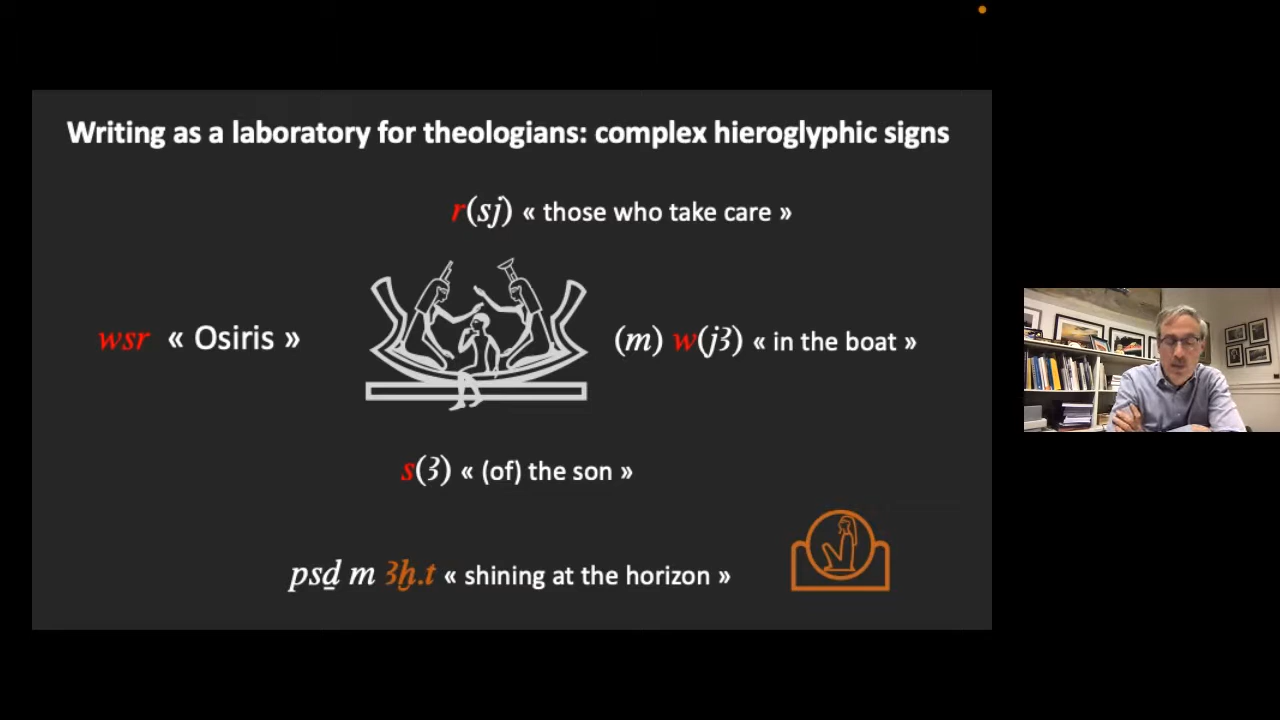 Writing as a laboratory for theologians: complex hieroglyphic signs
r(sj) « those who take care »
wsr « Osiris »
(m) w(jꜣ) « in the boat »
s(ꜣ) « (of) the son »
psḏ m ꜣḫ.t « shining at the horizon »